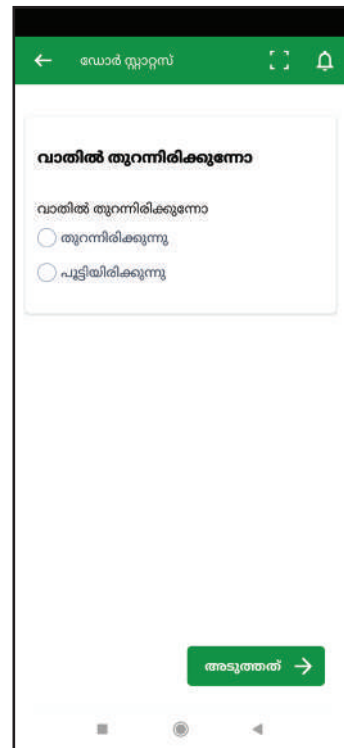 ഡോർ സ്റ്റാറ്റസ്
വാതിൽ തുറന്നിരിക്കുന്നോ
വാതിൽ തുറന്നിരിക്കുന്നോ
തുറന്നിരിക്കുന്നു
പൂട്ടിയിരിക്കുന്നു
അടുത്തത്